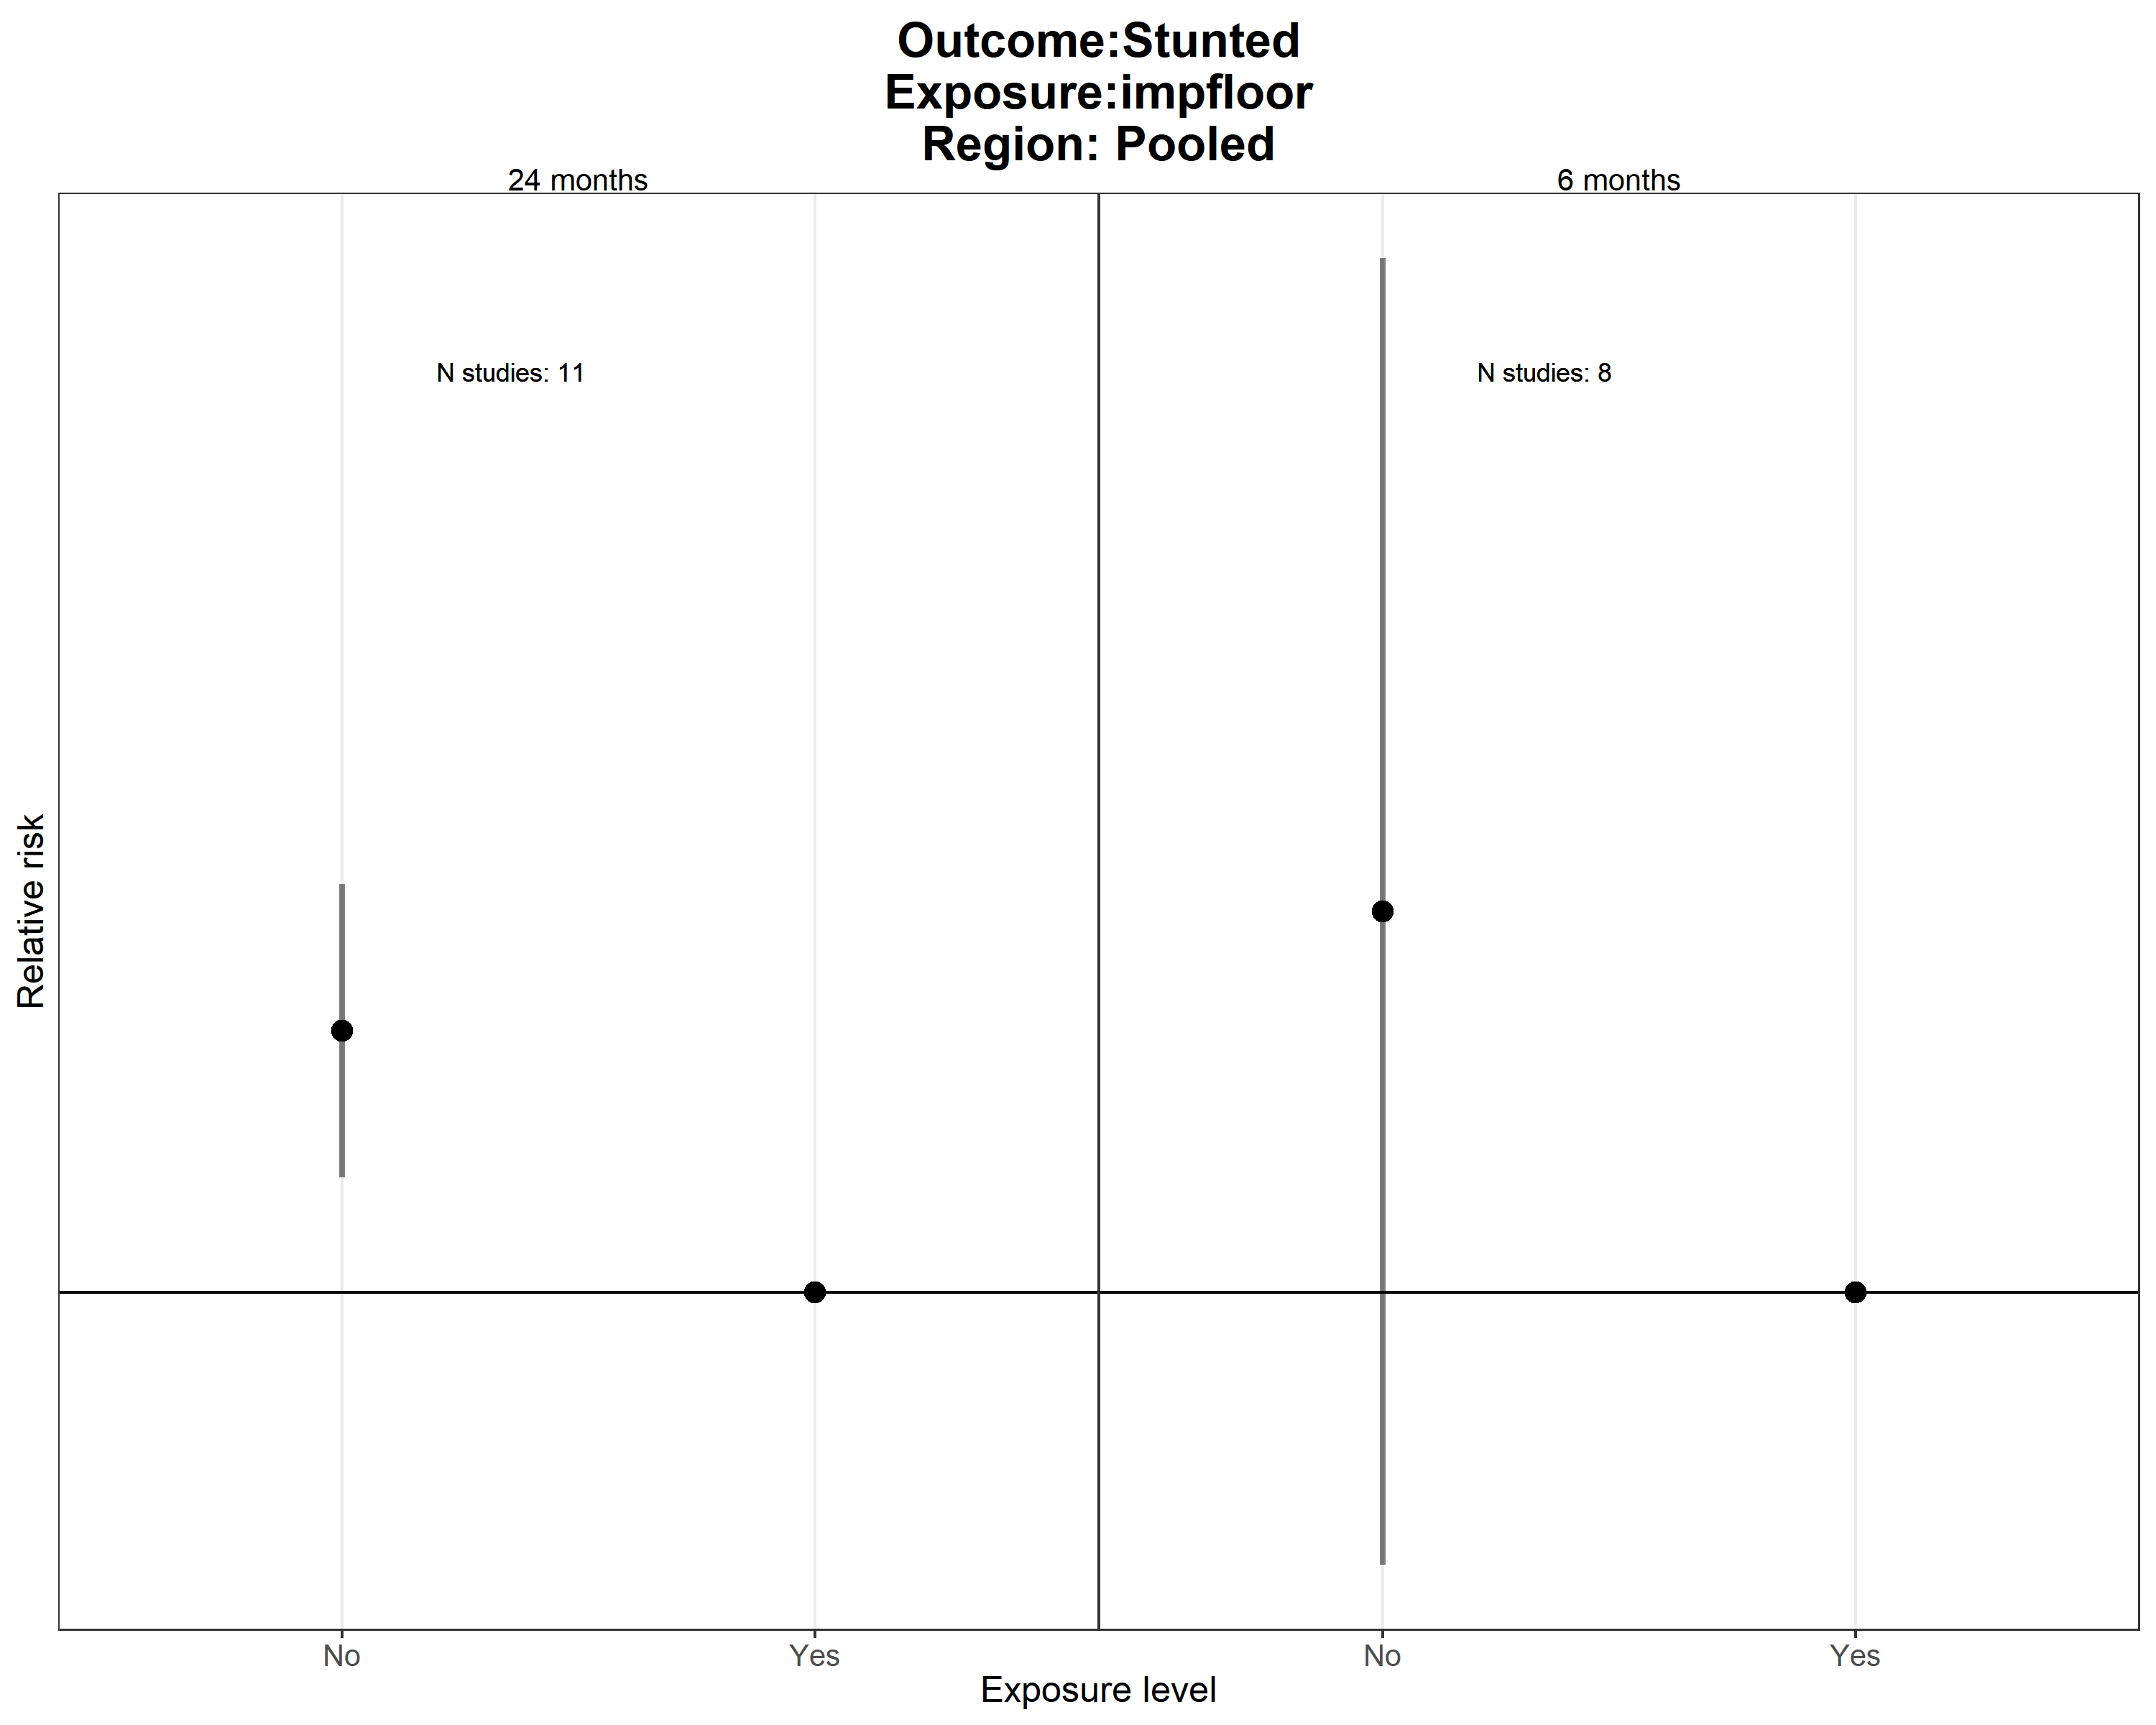 Outcome:Stunted
Exposure:impfloor
Region: Pooled
24 months
6 months
N studies: 11
N studies: 8
Relative risk
No
Yes
No
Yes
Exposure level